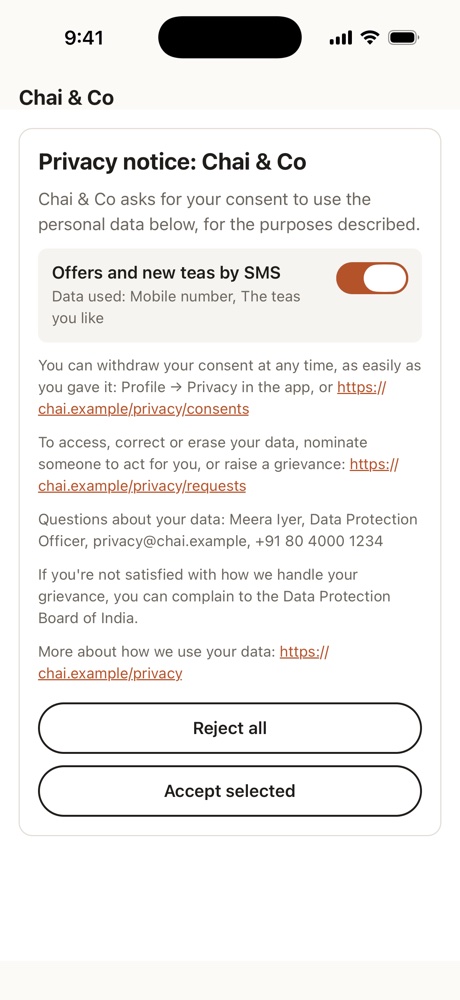 9:41
Chai & Co
Privacy notice: Chai & Co
Chai & Co asks for your consent to use the
personal data below, for the purposes described.
Offers and new teas by SMS
Data used: Mobile number, The teas
you like
You can withdraw your consent at any time, as easily as
you gave it: Profile → Privacy in the app, or https://
chai.example/privacy/consents
To access, correct or erase your data, nominate
someone to act for you, or raise a grievance: https://
chai.example/privacy/requests
Questions about your data: Meera Iyer, Data Protection
Officer, privacy@chai.example, +91 80 4000 1234
If you're not satisfied with how we handle your
grievance, you can complain to the Data Protection
Board of India.
More about how we use your data: https://
chai.example/privacy
Reject all
Accept selected